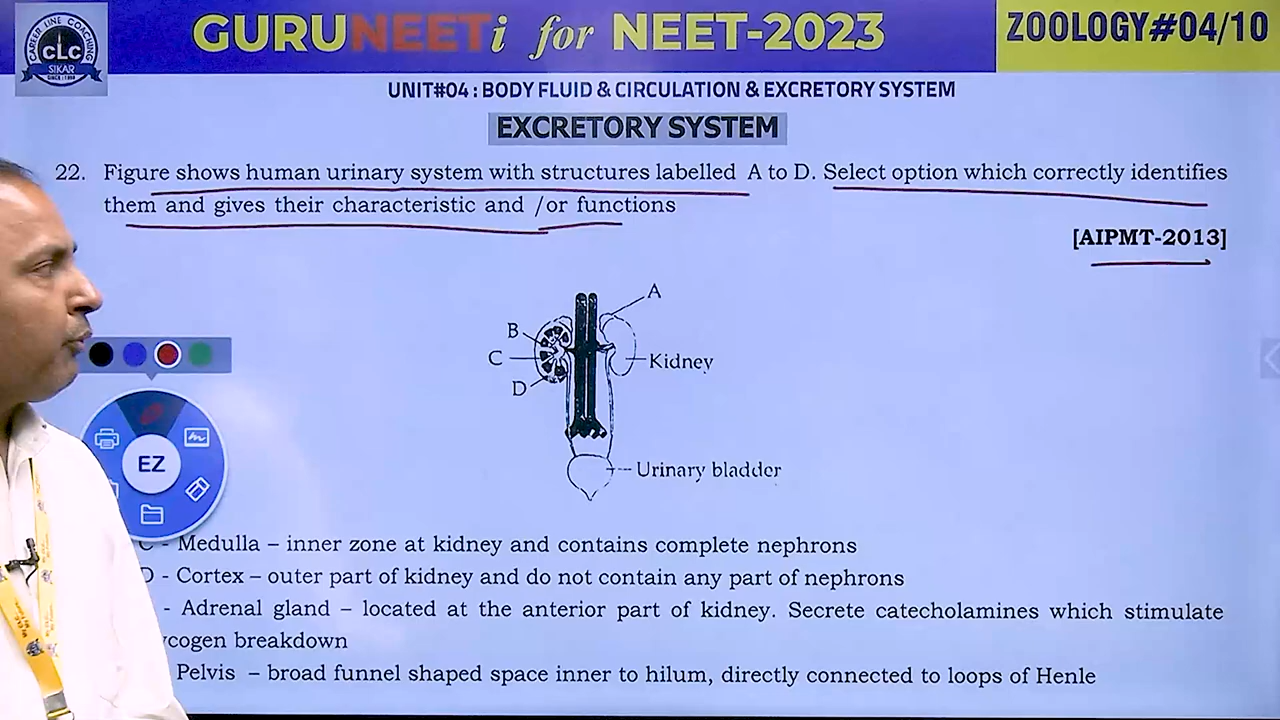 GURUNEETi for NEET-2023
ZOOLOGY#04/10
CAREER LINE COACHING
CLC
SIKAR
SINCE : 1996
UNIT#04 : BODY FLUID & CIRCULATION & EXCRETORY SYSTEM
EXCRETORY SYSTEM
22. Figure shows human urinary system with structures labelled A to D. Select option which correctly identifies
them and gives their characteristic and /or functions
[AIPMT-2013]
A
B
C
Kidney
D
EZ
Urinary bladder
C - Medulla – inner zone at kidney and contains complete nephrons
D - Cortex – outer part of kidney and do not contain any part of nephrons
- Adrenal gland – located at the anterior part of kidney. Secrete catecholamines which stimulate
ycogen breakdown
Pelvis – broad funnel shaped space inner to hilum, directly connected to loops of Henle